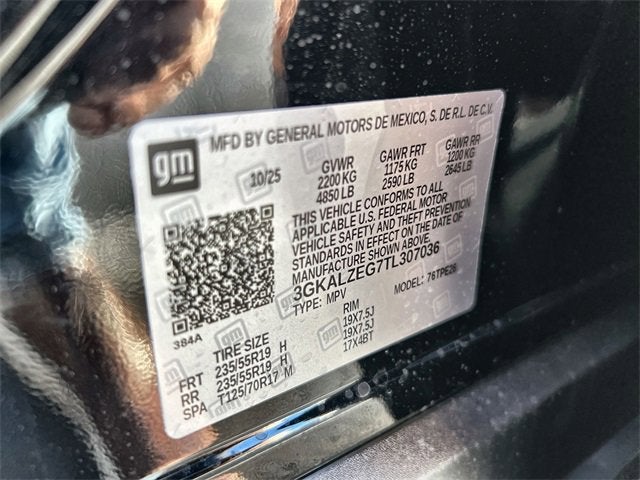 MFD BY GENERAL MOTORS DE MEXICO, S. DE R.L. DE C.V.
gm
10/25
GVWR
2200 KG
4850 LB
GAWR FRT
1175 KG
2590 LB
GAWR RR
1200 KG
2645 LB
THIS VEHICLE CONFORMS TO ALL
APPLICABLE U.S. FEDERAL MOTOR
VEHICLE SAFETY AND THEFT PREVENTION
STANDARDS IN EFFECT ON THE DATE OF
MANUFACTURE SHOWN ABOVE.
3GKALZEG7TL307036
TYPE: MPV
MODEL: 76TPE26
384A
TIRE SIZE
RIM
FRT 235/55R19 H 19X7.5J
RR 235/55R19 H 19X7.5J
SPA T125/70R17 M 17X4BT